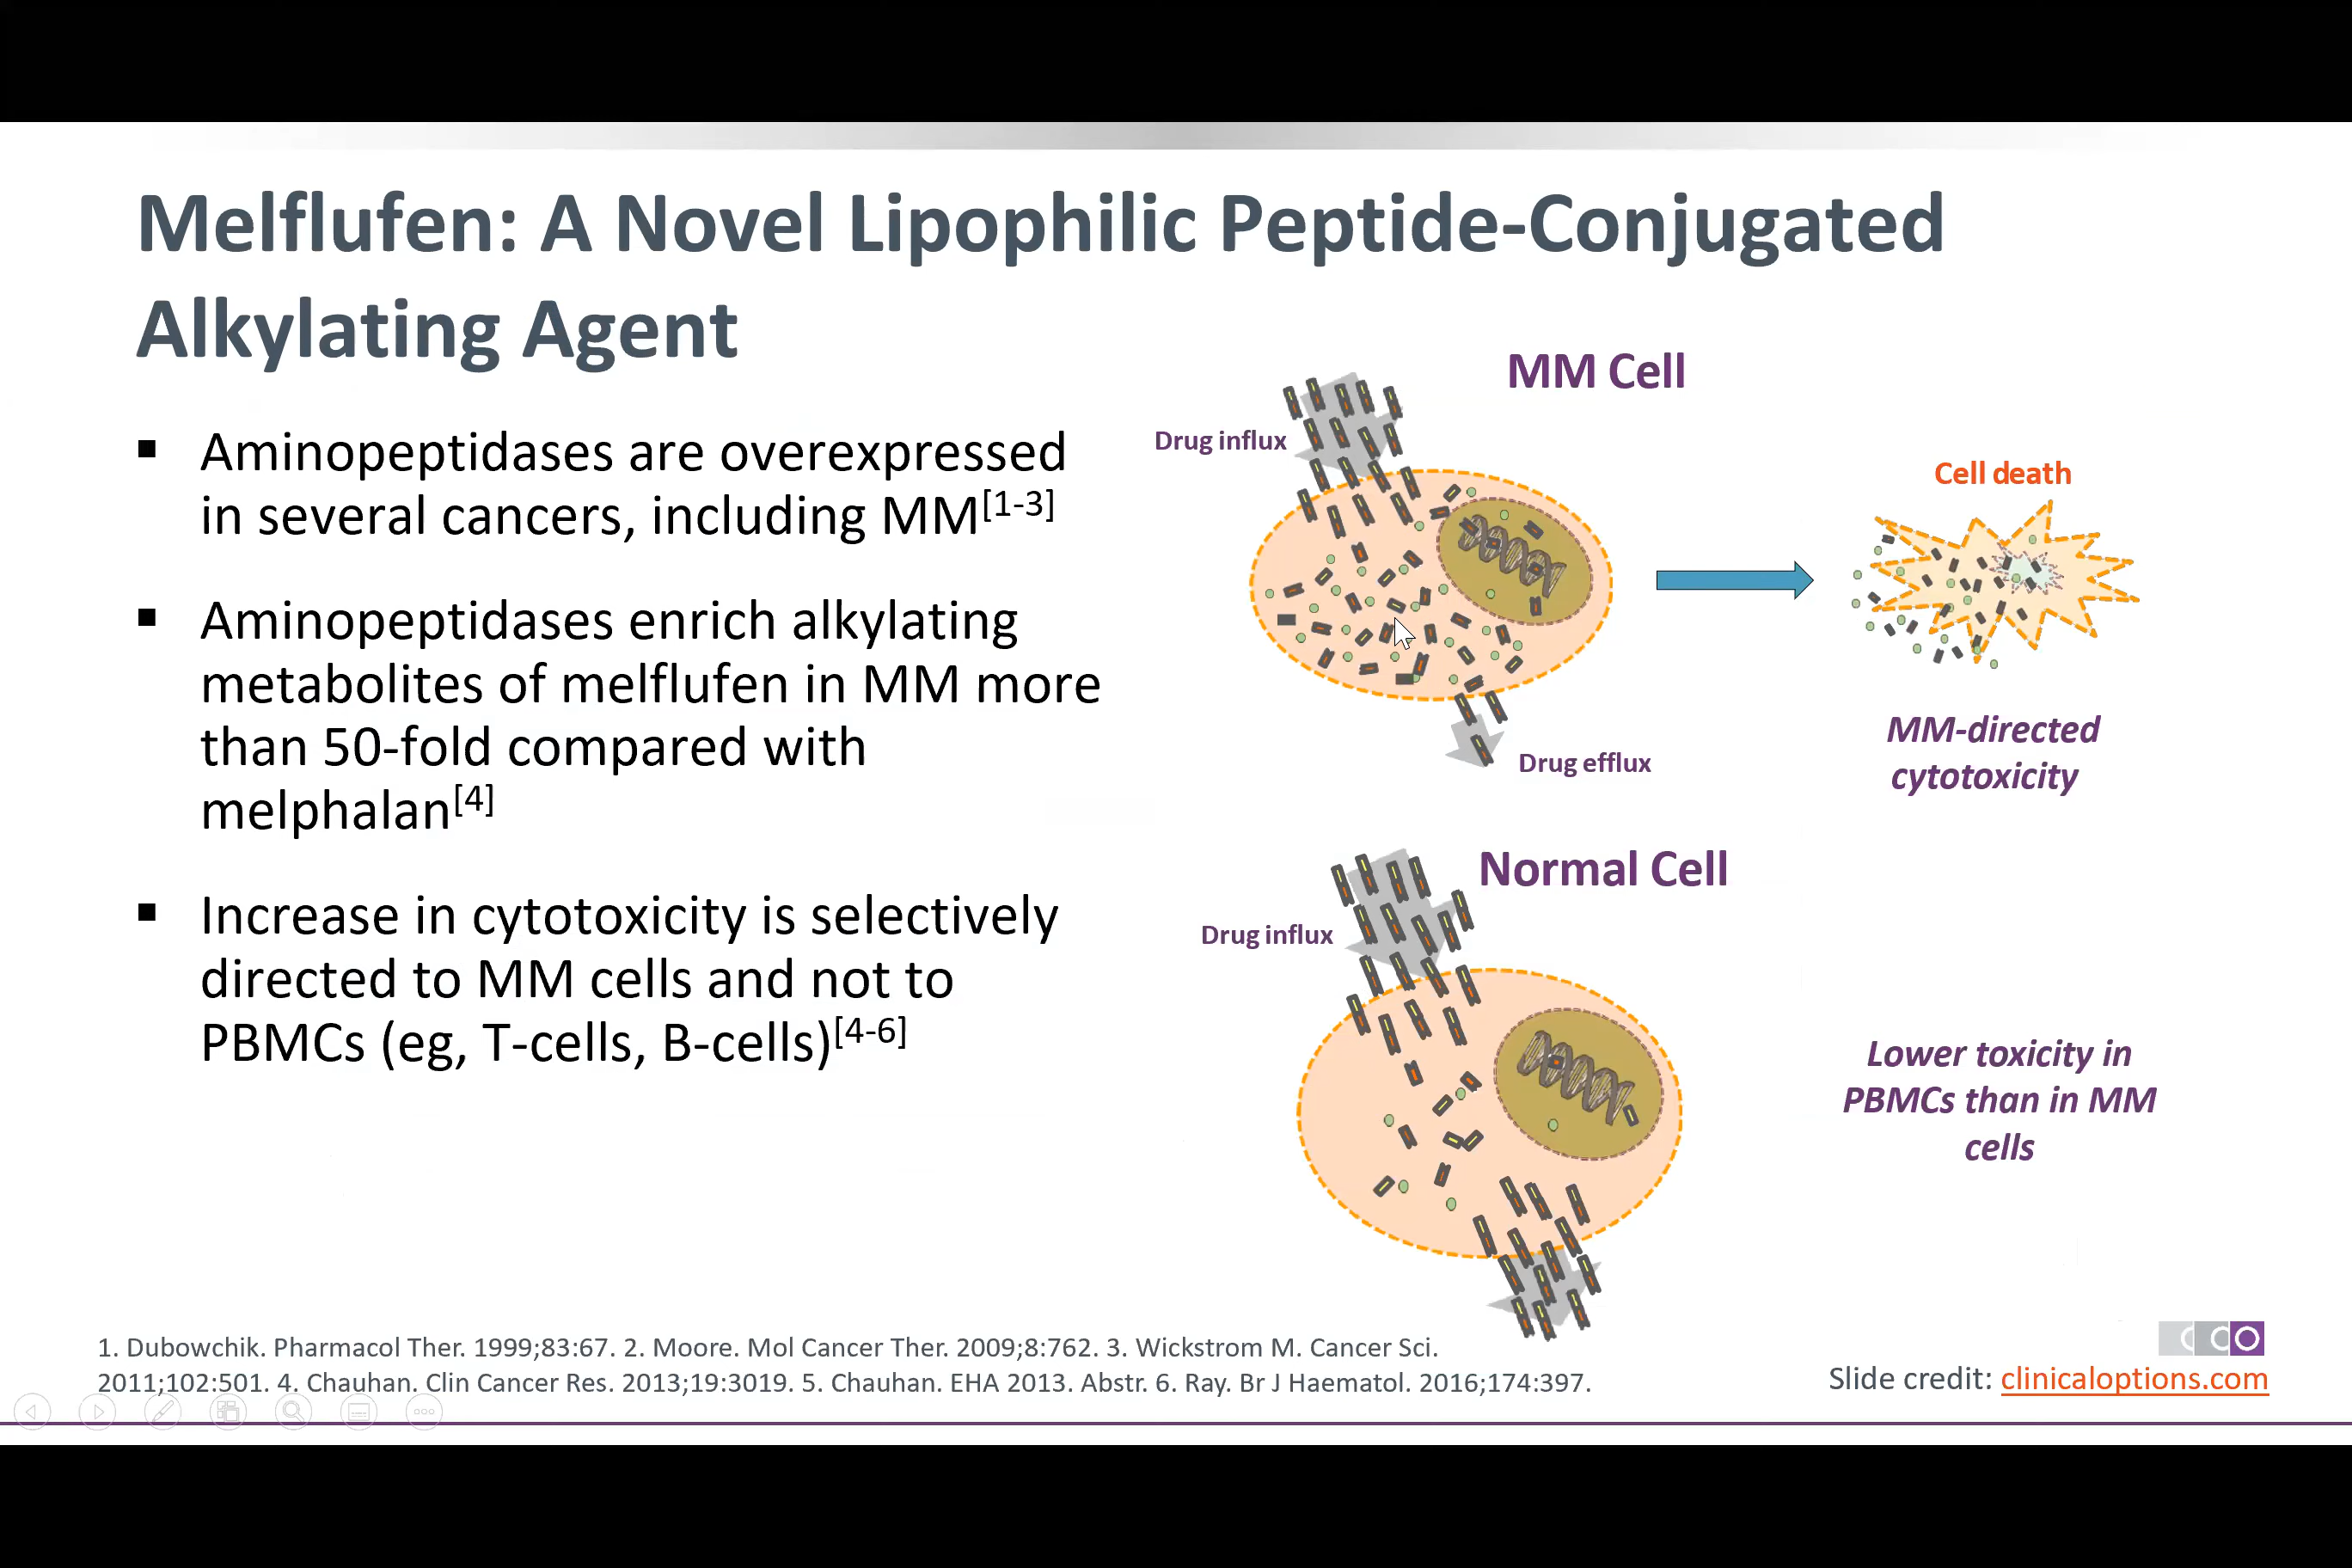 Melflufen: A Novel Lipophilic Peptide-Conjugated
Alkylating Agent
▪ Aminopeptidases are overexpressed
in several cancers, including MM[1-3]
▪ Aminopeptidases enrich alkylating
metabolites of melflufen in MM more
than 50-fold compared with
melphalan[4]
▪ Increase in cytotoxicity is selectively
directed to MM cells and not to
PBMCs (eg, T-cells, B-cells)[4-6]
MM Cell
Drug influx
Cell death
Drug efflux
MM-directed
cytotoxicity
Normal Cell
Drug influx
Lower toxicity in
PBMCs than in MM
cells
1. Dubowchik. Pharmacol Ther. 1999;83:67. 2. Moore. Mol Cancer Ther. 2009;8:762. 3. Wickstrom M. Cancer Sci.
2011;102:501. 4. Chauhan. Clin Cancer Res. 2013;19:3019. 5. Chauhan. EHA 2013. Abstr. 6. Ray. Br J Haematol. 2016;174:397.
CCO
Slide credit: clinicaloptions.com